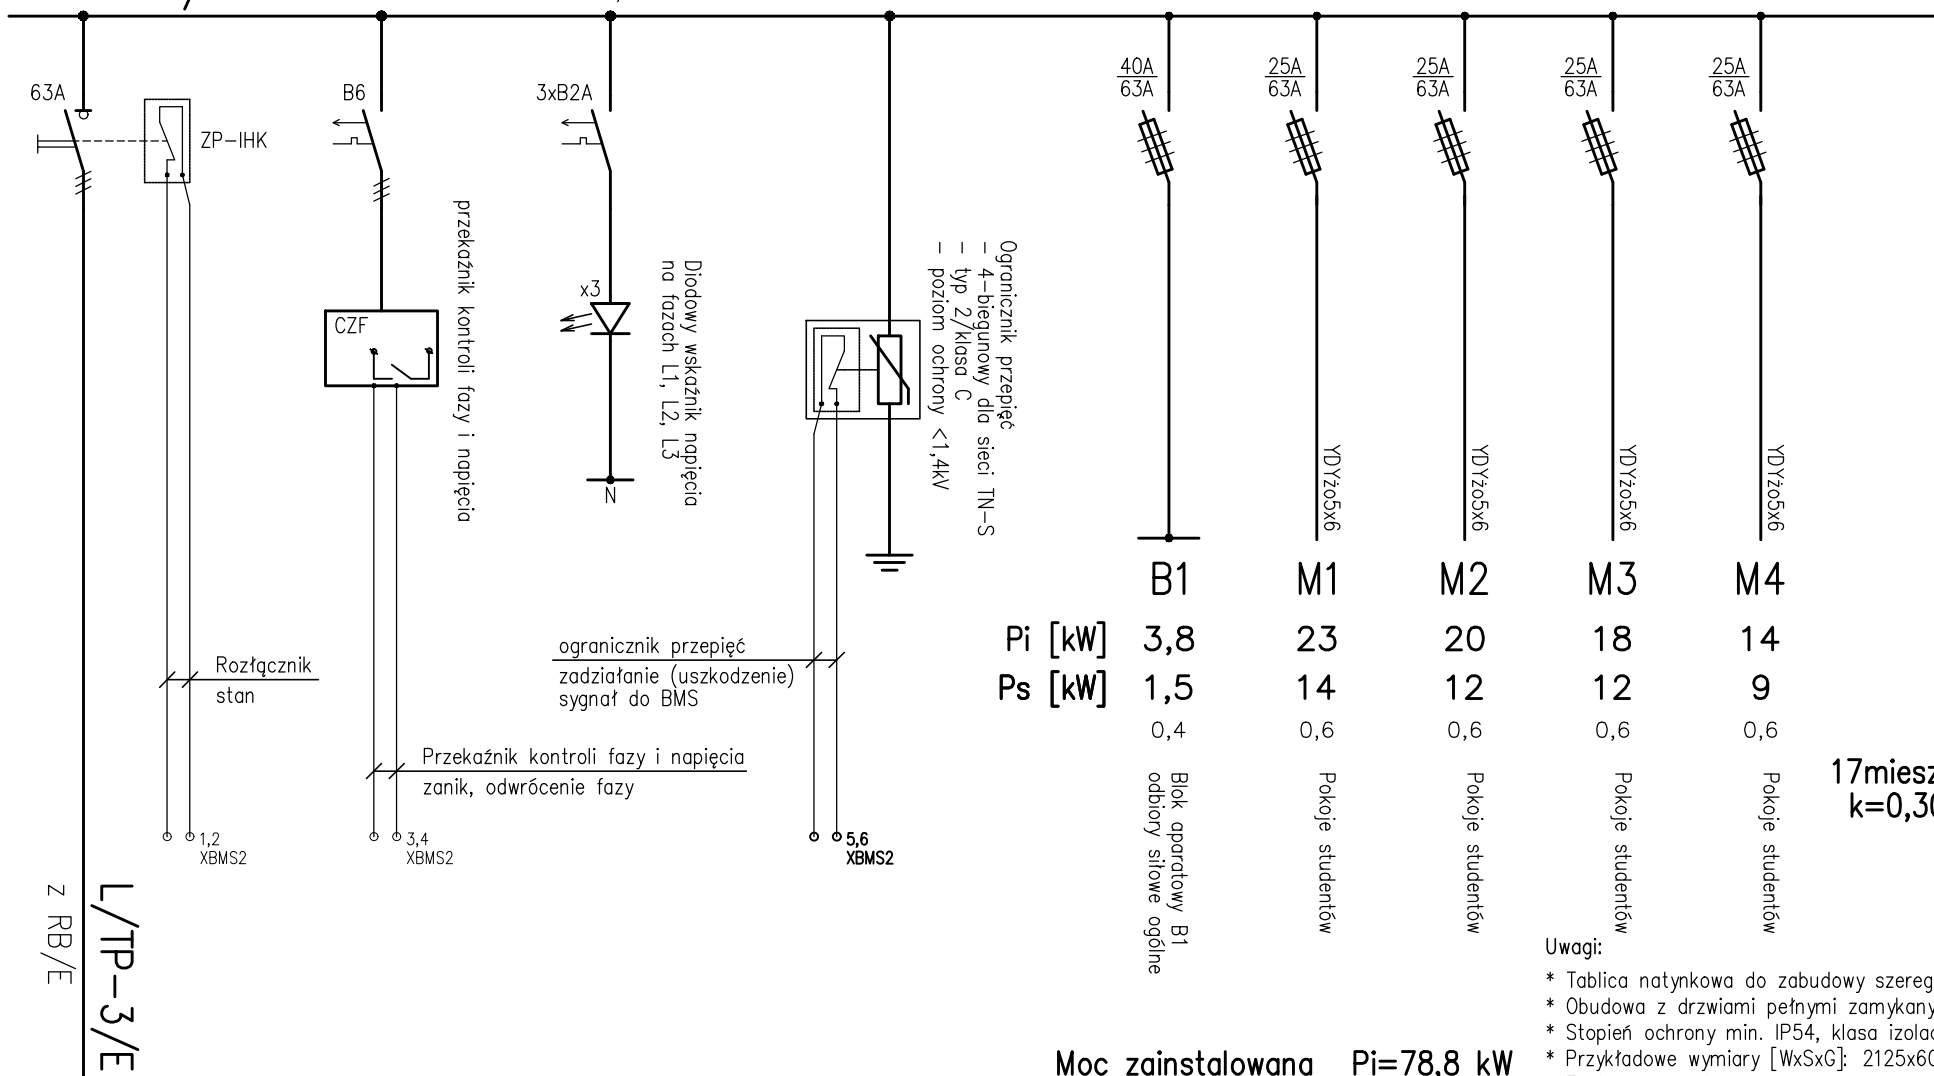 63A
ZP-IHK
B6
3xB2A
40A
63A
25A
63A
25A
63A
25A
63A
25A
63A
przekaźnik kontroli fazy i napięcia
CZF
x3
Diodowy wskaźnik napięcia
na fazach L1, L2, L3
N
Ogranicznik przepięć
- 4-biegunowy dla sieci TN-S
- typ 2/klasa C
- poziom ochrony <1,4kV
YDYżo5x6
YDYżo5x6
YDYżo5x6
YDYżo5x6
B1 M1 M2 M3 M4
Pi [kW] 3,8 23 20 18 14
Ps [kW] 1,5 14 12 12 9
0,4 0,6 0,6 0,6 0,6
Blok aparatowy B1
odbiory siłowe ogólne
Pokoje studentów
Pokoje studentów
Pokoje studentów
Pokoje studentów
17miesz
k=0,30
Rozłącznik
stan
ogranicznik przepięć
zadziałanie (uszkodzenie)
sygnał do BMS
Przekaźnik kontroli fazy i napięcia
zanik, odwrócenie fazy
1,2
XBMS2
3,4
XBMS2
5,6
XBMS2
L/TP-3/E
z RB/E
Uwagi:
* Tablica natynkowa do zabudowy szereg
* Obudowa z drzwiami pełnymi zamykany
* Stopień ochrony min. IP54, klasa izolac
* Przykładowe wymiary [WxSxG]: 2125x60
Moc zainstalowana Pi=78,8 kW